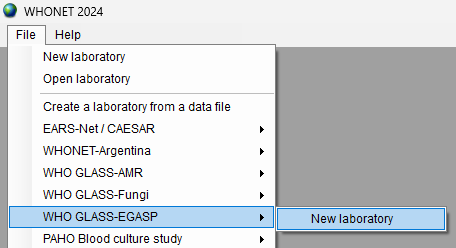 WHONET 2024
File Help
New laboratory
Open laboratory
Create a laboratory from a data file
EARS-Net / CAESAR
WHONET-Argentina
WHO GLASS-AMR
WHO GLASS-Fungi
WHO GLASS-EGASP
New laboratory
PAHO Blood culture study